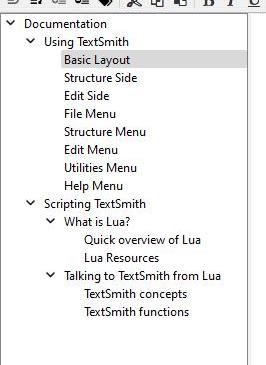 Documentation
Using TextSmith
Basic Layout
Structure Side
Edit Side
File Menu
Structure Menu
Edit Menu
Utilities Menu
Help Menu
Scripting TextSmith
What is Lua?
Quick overview of Lua
Lua Resources
Talking to TextSmith from Lua
TextSmith concepts
TextSmith functions